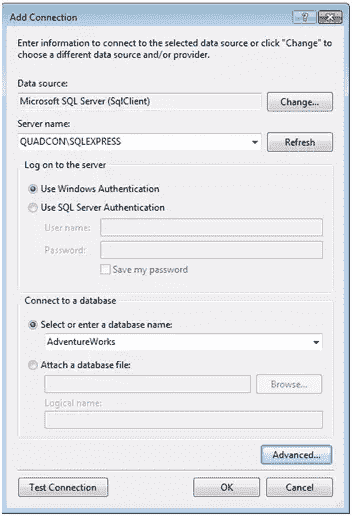 Add Connection
Enter information to connect to the selected data source or click "Change" to
choose a different data source and/or provider.
Data source:
Microsoft SQL Server (SqlClient)
Change...
Server name:
QUADCON\SQLEXPRESS
Refresh
Log on to the server
Use Windows Authentication
Use SQL Server Authentication
User name:
Password:
Save my password
Connect to a database
Select or enter a database name:
AdventureWorks
Attach a database file:
Browse...
Logical name:
Advanced...
Test Connection
OK
Cancel